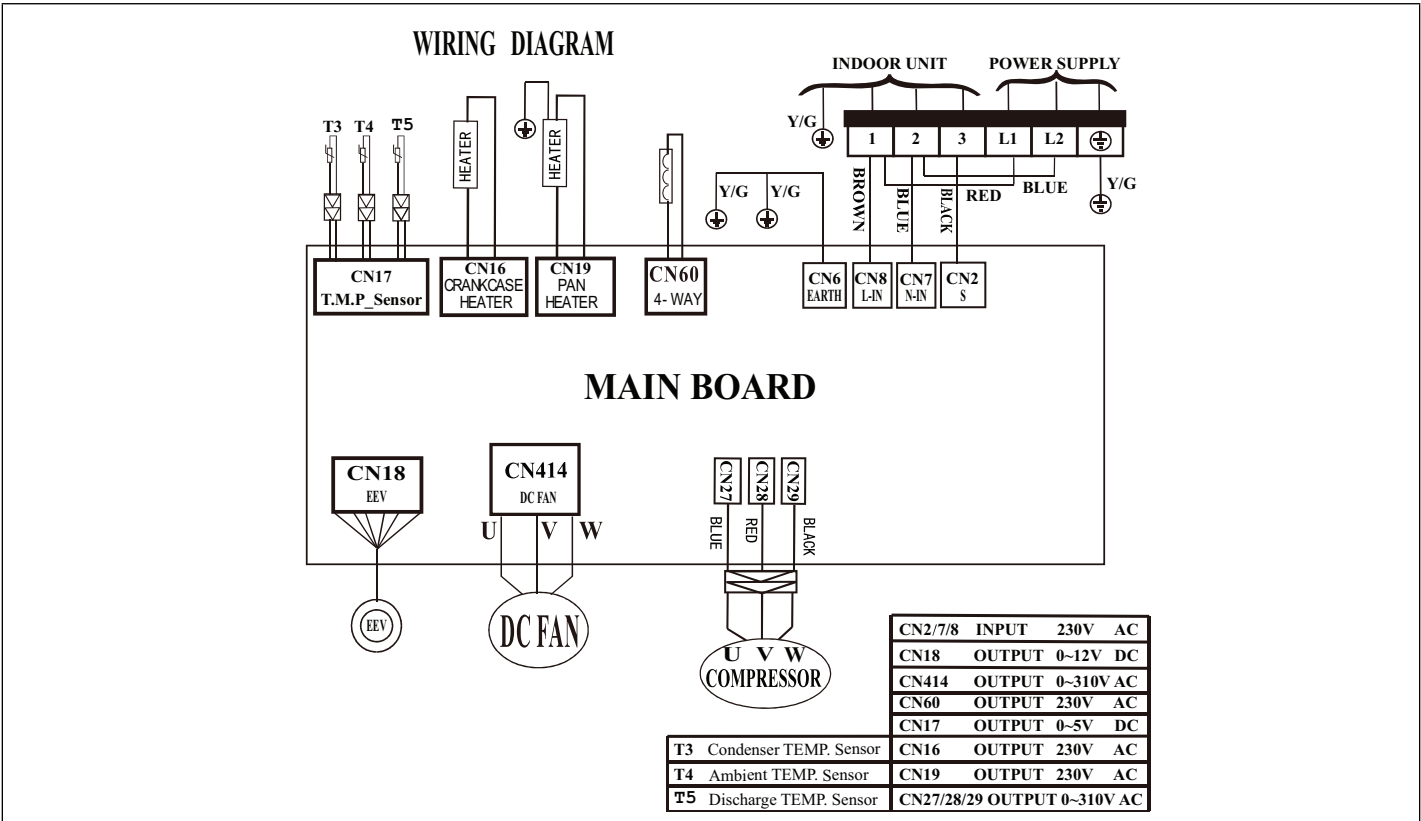 WIRING DIAGRAM
INDOOR UNIT POWER SUPPLY
T3 T4 T5
HEATER
HEATER
Y/G
1 2 3 L1 L2
Y/G Y/G
BROWN
BLUE
BLACK
RED
BLUE
Y/G
CN17
T.M.P_Sensor
CN16
CRANKCASE
HEATER
CN19
PAN
HEATER
CN60
4- WAY
CN6
EARTH
CN8
L-IN
CN7
N-IN
CN2
S
MAIN BOARD
CN18
EEV
CN414
DC FAN
CN27
CN28
CN29
U V W
BLUE
RED
BLACK
EEV
DC FAN
U V W
COMPRESSOR
CN2/7/8 INPUT 230V AC
CN18 OUTPUT 0~12V DC
CN414 OUTPUT 0~310V AC
CN60 OUTPUT 230V AC
CN17 OUTPUT 0~5V DC
T3 Condenser TEMP. Sensor CN16 OUTPUT 230V AC
T4 Ambient TEMP. Sensor CN19 OUTPUT 230V AC
T5 Discharge TEMP. Sensor CN27/28/29 OUTPUT 0~310V AC